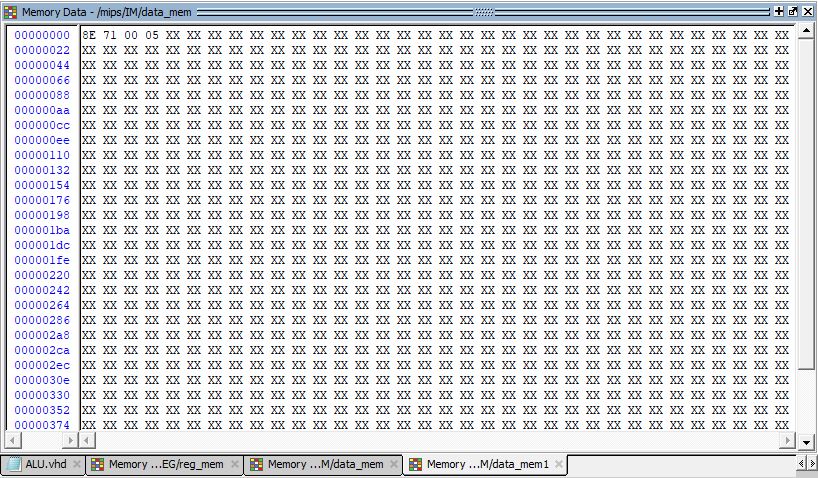 Memory Data - /mips/IM/data_mem
00000000 8E 71 00 05 XX XX XX XX XX XX XX XX XX XX XX XX XX XX XX XX XX XX XX XX XX XX XX XX XX XX XX XX XX XX
00000022 XX XX XX XX XX XX XX XX XX XX XX XX XX XX XX XX XX XX XX XX XX XX XX XX XX XX XX XX XX XX XX XX XX XX
00000044 XX XX XX XX XX XX XX XX XX XX XX XX XX XX XX XX XX XX XX XX XX XX XX XX XX XX XX XX XX XX XX XX XX XX
00000066 XX XX XX XX XX XX XX XX XX XX XX XX XX XX XX XX XX XX XX XX XX XX XX XX XX XX XX XX XX XX XX XX XX XX
00000088 XX XX XX XX XX XX XX XX XX XX XX XX XX XX XX XX XX XX XX XX XX XX XX XX XX XX XX XX XX XX XX XX XX XX
000000aa XX XX XX XX XX XX XX XX XX XX XX XX XX XX XX XX XX XX XX XX XX XX XX XX XX XX XX XX XX XX XX XX XX XX
000000cc XX XX XX XX XX XX XX XX XX XX XX XX XX XX XX XX XX XX XX XX XX XX XX XX XX XX XX XX XX XX XX XX XX XX
000000ee XX XX XX XX XX XX XX XX XX XX XX XX XX XX XX XX XX XX XX XX XX XX XX XX XX XX XX XX XX XX XX XX XX XX
00000110 XX XX XX XX XX XX XX XX XX XX XX XX XX XX XX XX XX XX XX XX XX XX XX XX XX XX XX XX XX XX XX XX XX XX
00000132 XX XX XX XX XX XX XX XX XX XX XX XX XX XX XX XX XX XX XX XX XX XX XX XX XX XX XX XX XX XX XX XX XX XX
00000154 XX XX XX XX XX XX XX XX XX XX XX XX XX XX XX XX XX XX XX XX XX XX XX XX XX XX XX XX XX XX XX XX XX XX
00000176 XX XX XX XX XX XX XX XX XX XX XX XX XX XX XX XX XX XX XX XX XX XX XX XX XX XX XX XX XX XX XX XX XX XX
00000198 XX XX XX XX XX XX XX XX XX XX XX XX XX XX XX XX XX XX XX XX XX XX XX XX XX XX XX XX XX XX XX XX XX XX
000001ba XX XX XX XX XX XX XX XX XX XX XX XX XX XX XX XX XX XX XX XX XX XX XX XX XX XX XX XX XX XX XX XX XX XX
000001dc XX XX XX XX XX XX XX XX XX XX XX XX XX XX XX XX XX XX XX XX XX XX XX XX XX XX XX XX XX XX XX XX XX XX
000001fe XX XX XX XX XX XX XX XX XX XX XX XX XX XX XX XX XX XX XX XX XX XX XX XX XX XX XX XX XX XX XX XX XX XX
00000220 XX XX XX XX XX XX XX XX XX XX XX XX XX XX XX XX XX XX XX XX XX XX XX XX XX XX XX XX XX XX XX XX XX XX
00000242 XX XX XX XX XX XX XX XX XX XX XX XX XX XX XX XX XX XX XX XX XX XX XX XX XX XX XX XX XX XX XX XX XX XX
00000264 XX XX XX XX XX XX XX XX XX XX XX XX XX XX XX XX XX XX XX XX XX XX XX XX XX XX XX XX XX XX XX XX XX XX
00000286 XX XX XX XX XX XX XX XX XX XX XX XX XX XX XX XX XX XX XX XX XX XX XX XX XX XX XX XX XX XX XX XX XX XX
000002a8 XX XX XX XX XX XX XX XX XX XX XX XX XX XX XX XX XX XX XX XX XX XX XX XX XX XX XX XX XX XX XX XX XX XX
000002ca XX XX XX XX XX XX XX XX XX XX XX XX XX XX XX XX XX XX XX XX XX XX XX XX XX XX XX XX XX XX XX XX XX XX
000002ec XX XX XX XX XX XX XX XX XX XX XX XX XX XX XX XX XX XX XX XX XX XX XX XX XX XX XX XX XX XX XX XX XX XX
0000030e XX XX XX XX XX XX XX XX XX XX XX XX XX XX XX XX XX XX XX XX XX XX XX XX XX XX XX XX XX XX XX XX XX XX
00000330 XX XX XX XX XX XX XX XX XX XX XX XX XX XX XX XX XX XX XX XX XX XX XX XX XX XX XX XX XX XX XX XX XX XX
00000352 XX XX XX XX XX XX XX XX XX XX XX XX XX XX XX XX XX XX XX XX XX XX XX XX XX XX XX XX XX XX XX XX XX XX
00000374 XX XX XX XX XX XX XX XX XX XX XX XX XX XX XX XX XX XX XX XX XX XX XX XX XX XX XX XX XX XX XX XX XX XX
ALU.vhd Memory ...EG/reg_mem Memory ...M/data_mem Memory ...M/data_mem1